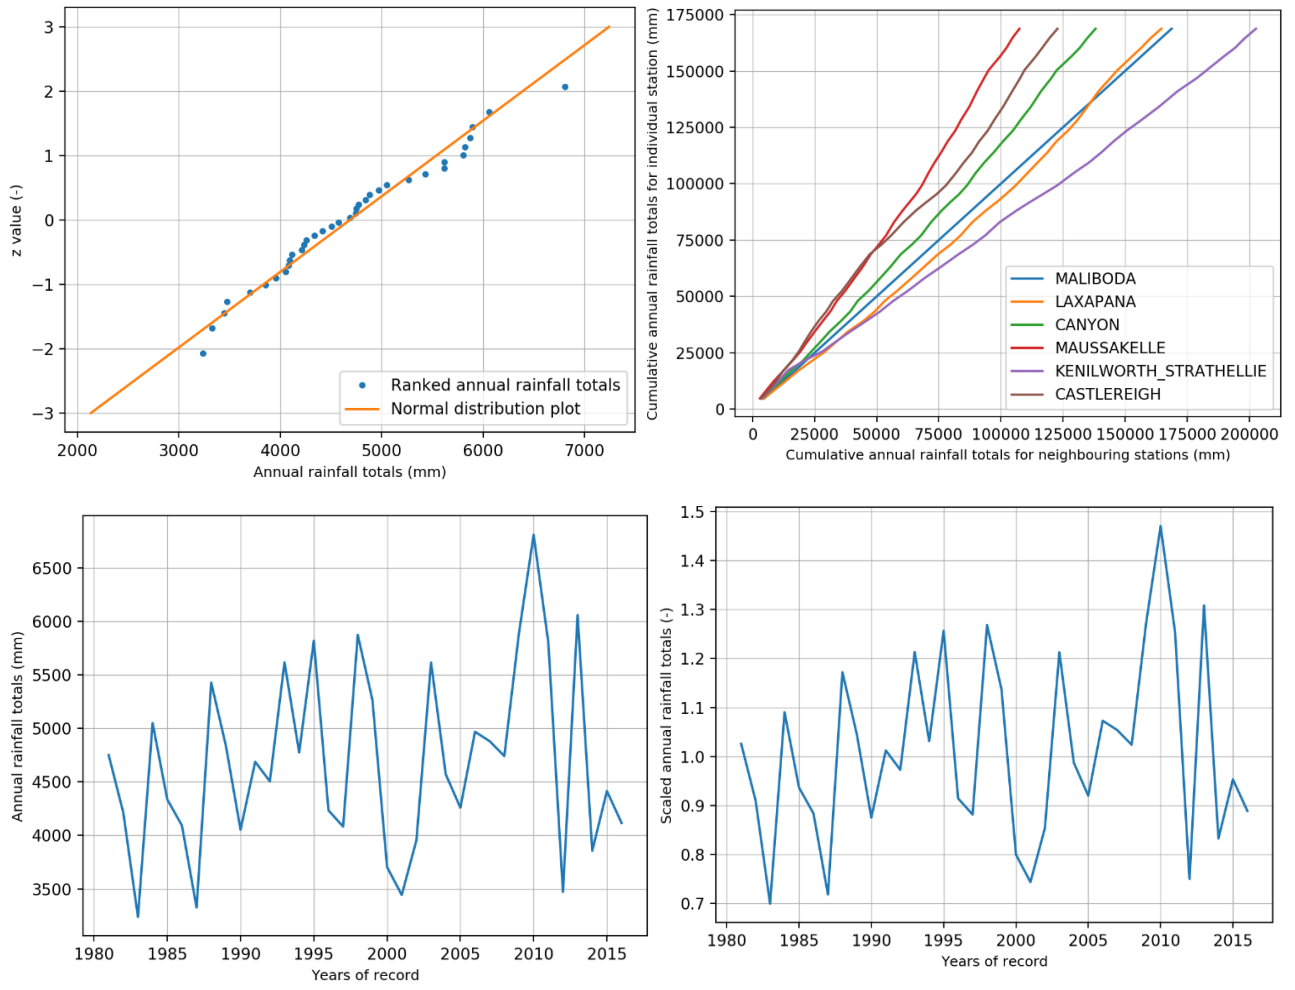 3
2
1
0
−1
−2
−3
z value (-)
2000 3000 4000 5000 6000 7000
Annual rainfall totals (mm)
Ranked annual rainfall totals
Normal distribution plot
175000
150000
125000
100000
75000
50000
25000
0
Cumulative annual rainfall totals for individual station (mm)
0 25000 50000 75000 100000 125000 150000 175000 200000
Cumulative annual rainfall totals for neighbouring stations (mm)
MALIBODA
LAXAPANA
CANYON
MAUSSAKELLE
KENILWORTH_STRATHELLIE
CASTLEREIGH
6500
6000
5500
5000
4500
4000
3500
Annual rainfall totals (mm)
1980 1985 1990 1995 2000 2005 2010 2015
Years of record
1.5
1.4
1.3
1.2
1.1
1.0
0.9
0.8
0.7
Scaled annual rainfall totals (-)
1980 1985 1990 1995 2000 2005 2010 2015
Years of record